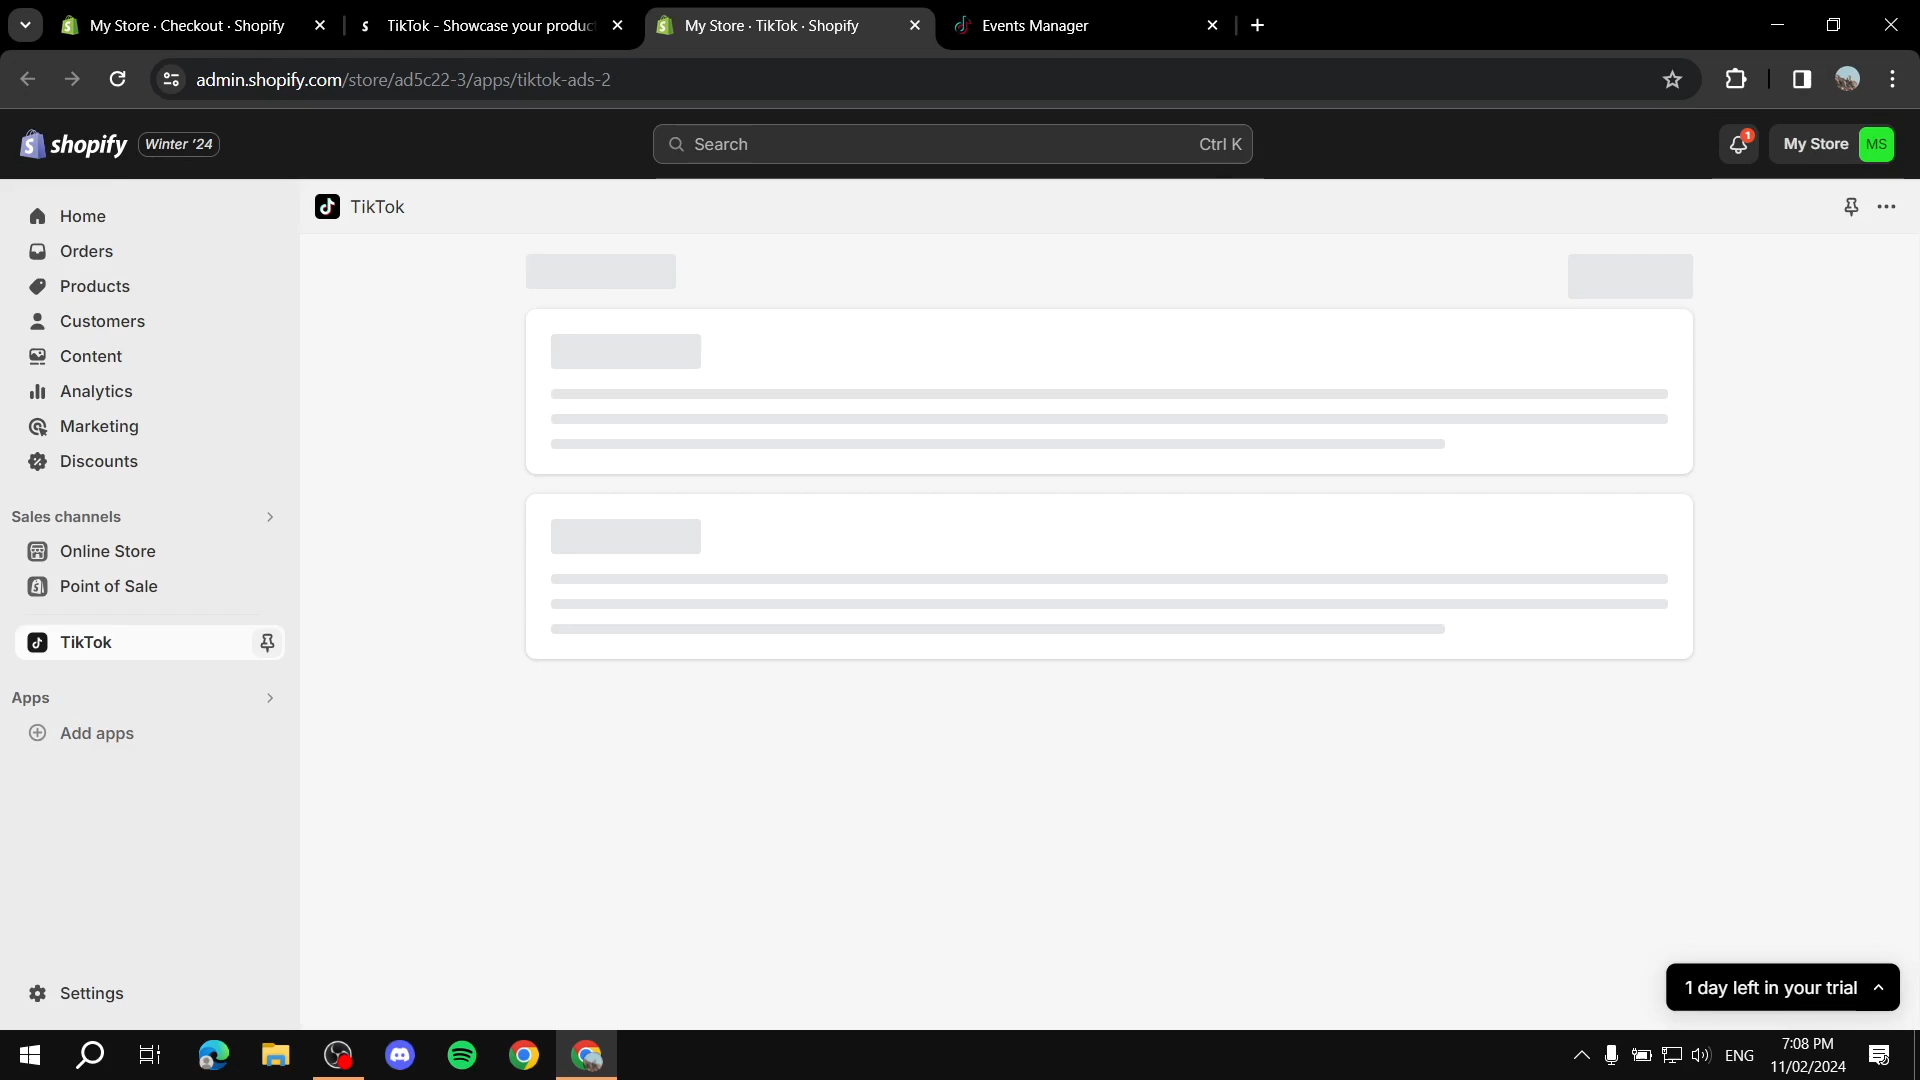 My Store · Checkout · Shopify
TikTok - Showcase your produc
My Store · TikTok · Shopify
Events Manager
admin.shopify.com/store/ad5c22-3/apps/tiktok-ads-2
shopify
Winter '24
Search
Ctrl K
1
My Store
MS
Home
Orders
Products
Customers
Content
Analytics
Marketing
Discounts
Sales channels
Online Store
Point of Sale
TikTok
Apps
Add apps
Settings
TikTok
1 day left in your trial
ENG
7:08 PM
11/02/2024